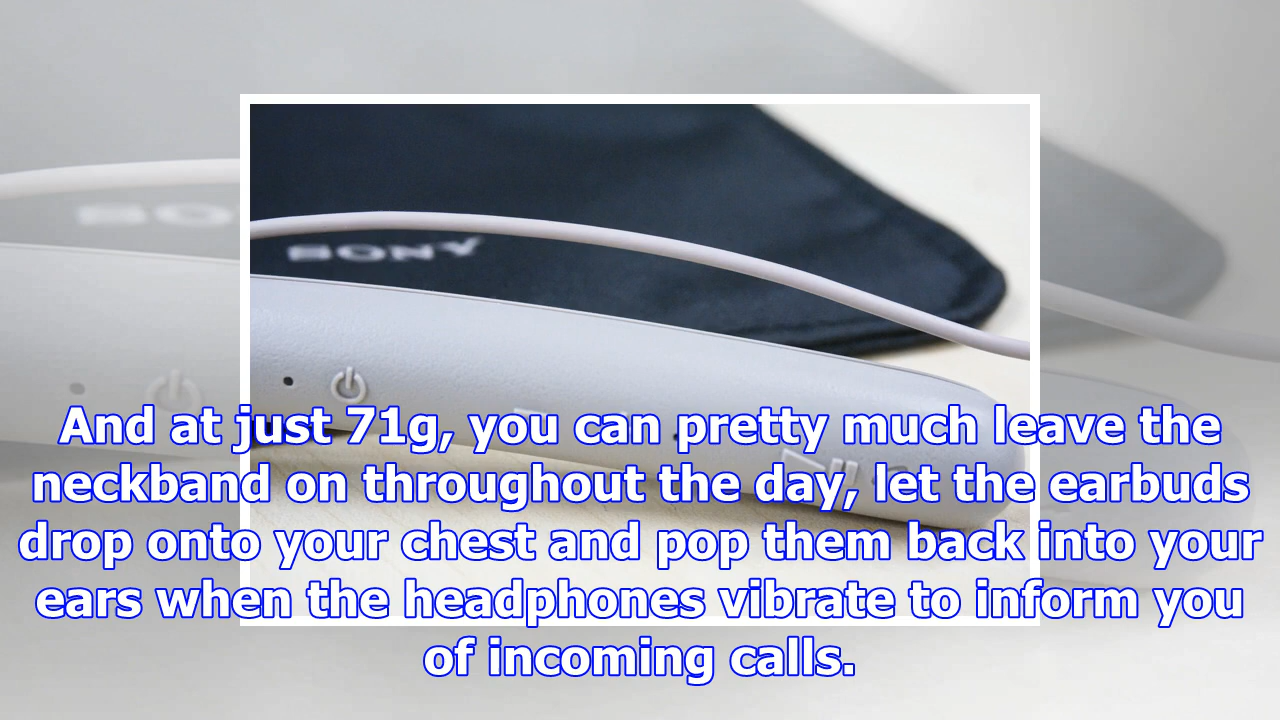 SONY
And at just 71g, you can pretty much leave the
neckband on throughout the day, let the earbuds
drop onto your chest and pop them back into your
ears when the headphones vibrate to inform you
of incoming calls.